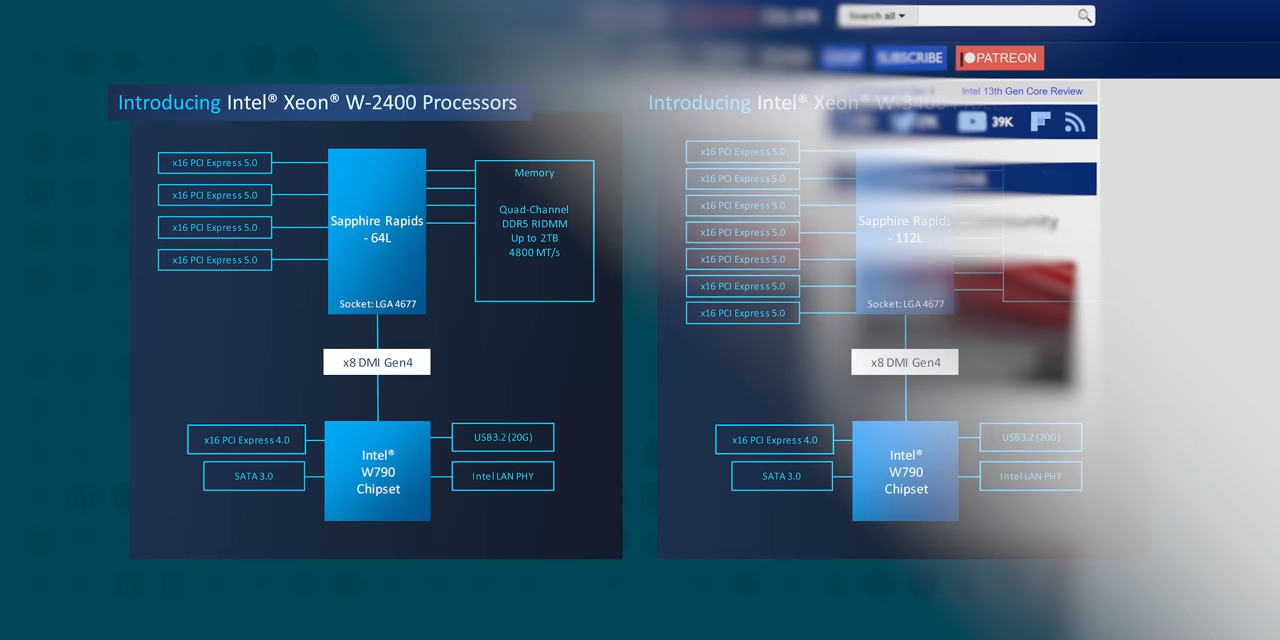 Search all
SHOP
SUBSCRIBE
PATREON
Intel 13th Gen Core Review
39K
Introducing Intel® Xeon® W-2400 Processors
x16 PCI Express 5.0
x16 PCI Express 5.0
x16 PCI Express 5.0
x16 PCI Express 5.0
Sapphire Rapids
- 64L
Socket: LGA 4677
Memory
Quad-Channel
DDR5 RIDMM
Up to 2TB
4800 MT/s
x8 DMI Gen4
x16 PCI Express 4.0
SATA 3.0
Intel®
W790
Chipset
USB3.2 (20G)
Intel LAN PHY
Introducing Intel® Xeon® W-3400 Proce
x16 PCI Express 5.0
x16 PCI Express 5.0
x16 PCI Express 5.0
x16 PCI Express 5.0
x16 PCI Express 5.0
x16 PCI Express 5.0
x16 PCI Express 5.0
Sapphire Rapids
- 112L
Socket: LGA 4677
x8 DMI Gen4
x16 PCI Express 4.0
SATA 3.0
Intel®
W790
Chipset
USB3.2 (20G)
Intel LAN PHY